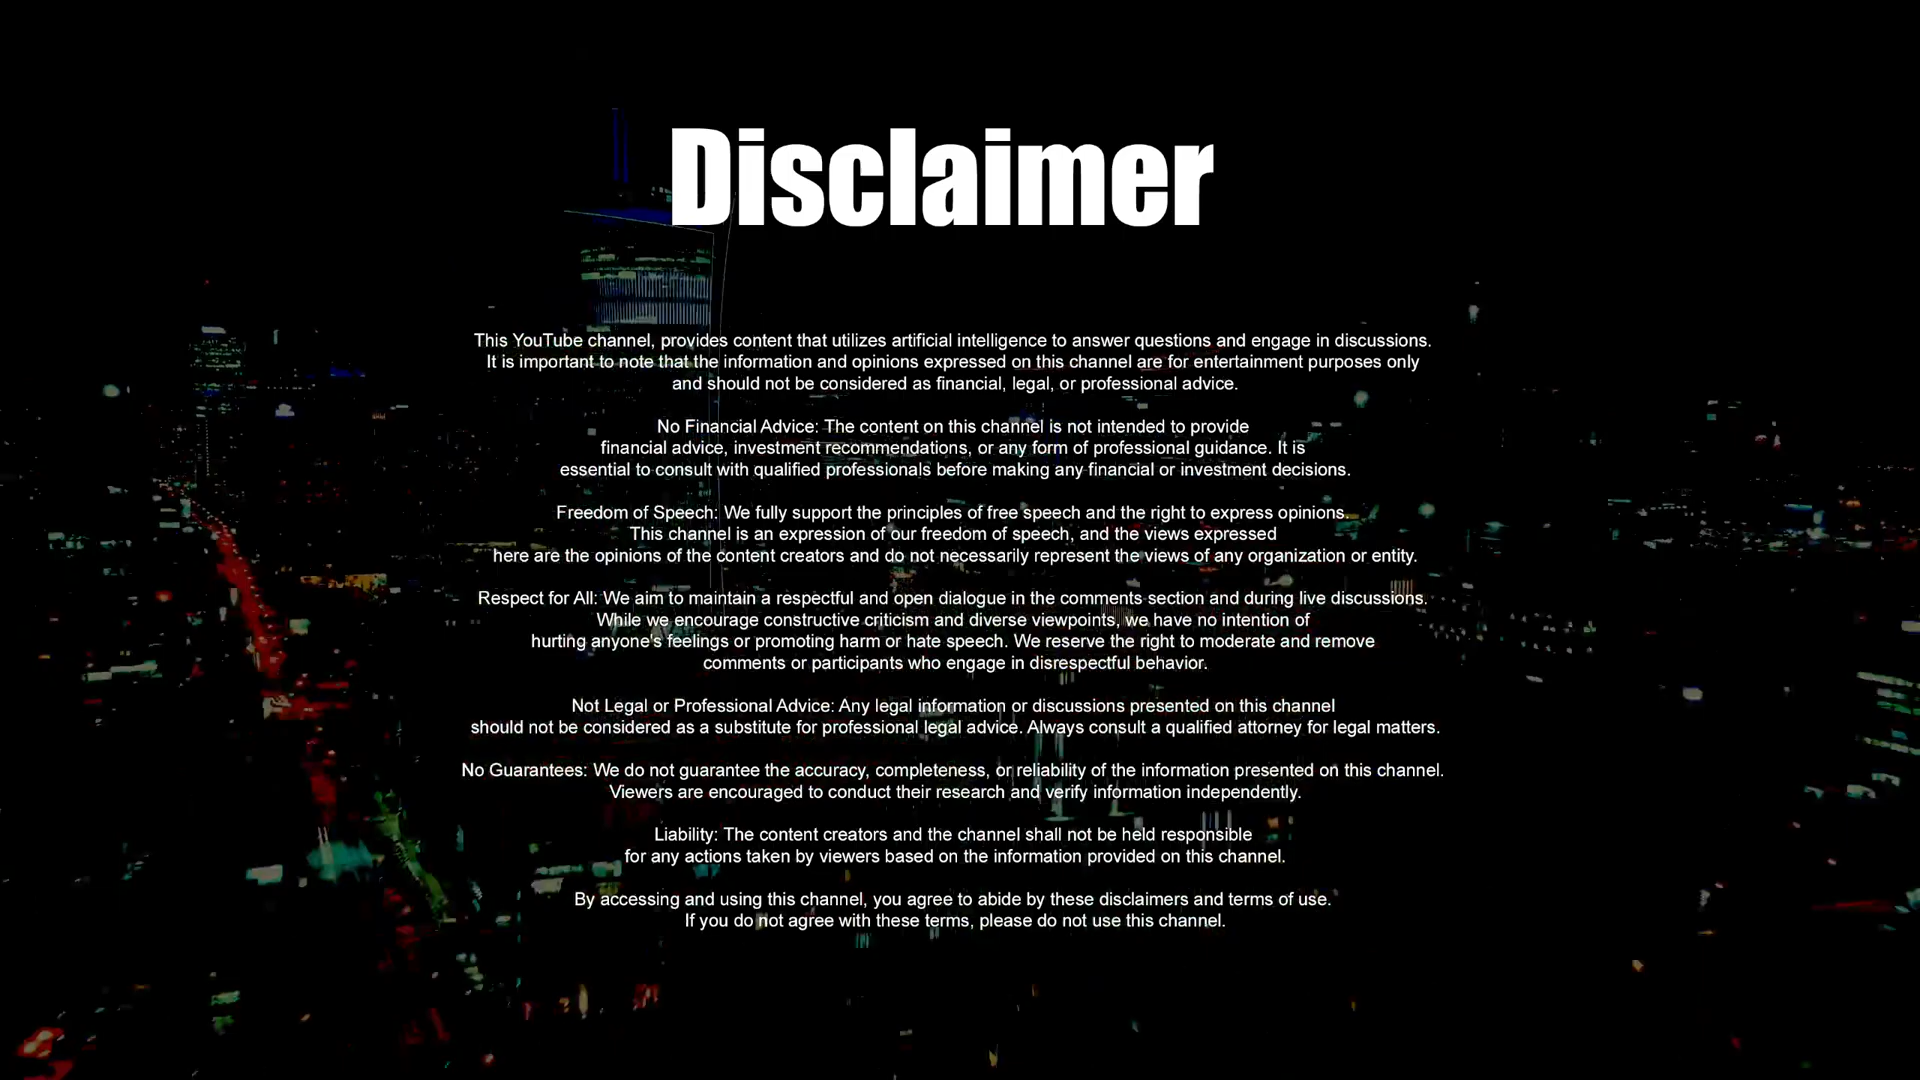 Disclaimer
This YouTube channel, provides content that utilizes artificial intelligence to answer questions and engage in discussions.
It is important to note that the information and opinions expressed on this channel are for entertainment purposes only
and should not be considered as financial, legal, or professional advice.
No Financial Advice: The content on this channel is not intended to provide
financial advice, investment recommendations, or any form of professional guidance. It is
essential to consult with qualified professionals before making any financial or investment decisions.
Freedom of Speech: We fully support the principles of free speech and the right to express opinions.
This channel is an expression of our freedom of speech, and the views expressed
here are the opinions of the content creators and do not necessarily represent the views of any organization or entity.
Respect for All: We aim to maintain a respectful and open dialogue in the comments section and during live discussions.
While we encourage constructive criticism and diverse viewpoints, we have no intention of
hurting anyone's feelings or promoting harm or hate speech. We reserve the right to moderate and remove
comments or participants who engage in disrespectful behavior.
Not Legal or Professional Advice: Any legal information or discussions presented on this channel
should not be considered as a substitute for professional legal advice. Always consult a qualified attorney for legal matters.
No Guarantees: We do not guarantee the accuracy, completeness, or reliability of the information presented on this channel.
Viewers are encouraged to conduct their research and verify information independently.
Liability: The content creators and the channel shall not be held responsible
for any actions taken by viewers based on the information provided on this channel.
By accessing and using this channel, you agree to abide by these disclaimers and terms of use.
If you do not agree with these terms, please do not use this channel.